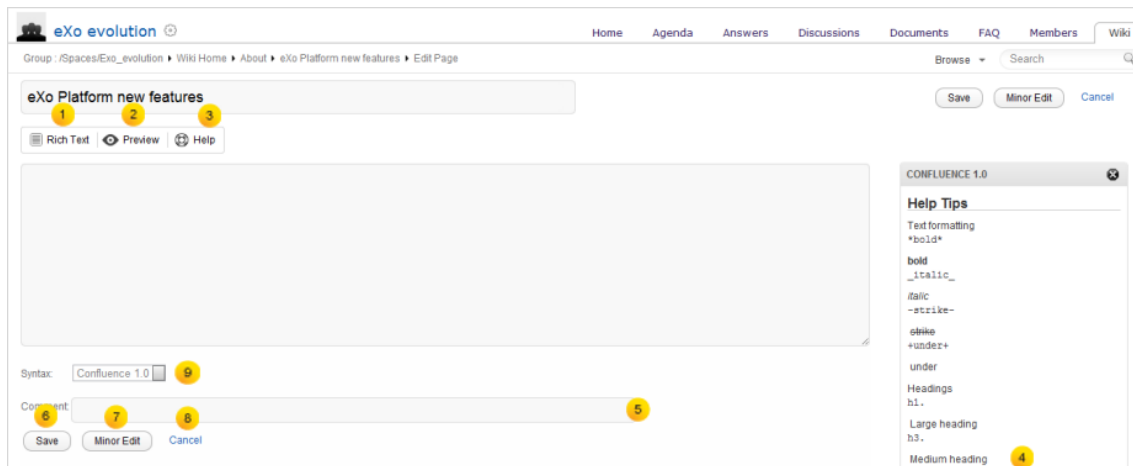 eXo evolution
Home Agenda Answers Discussions Documents FAQ Members Wiki
Group : /Spaces/Exo_evolution Wiki Home About eXo Platform new features Edit Page
Browse Search
eXo Platform new features
Save Minor Edit Cancel
1 2 3
Rich Text Preview Help
CONFLUENCE 1.0
Help Tips
Text formatting
*bold*
bold
_italic_
italic
-strike-
strike
+under+
under
Headings
h1.
Large heading
h3.
Medium heading
4
Syntax: Confluence 1.0 9
Comment: 5
6 7 8
Save Minor Edit Cancel